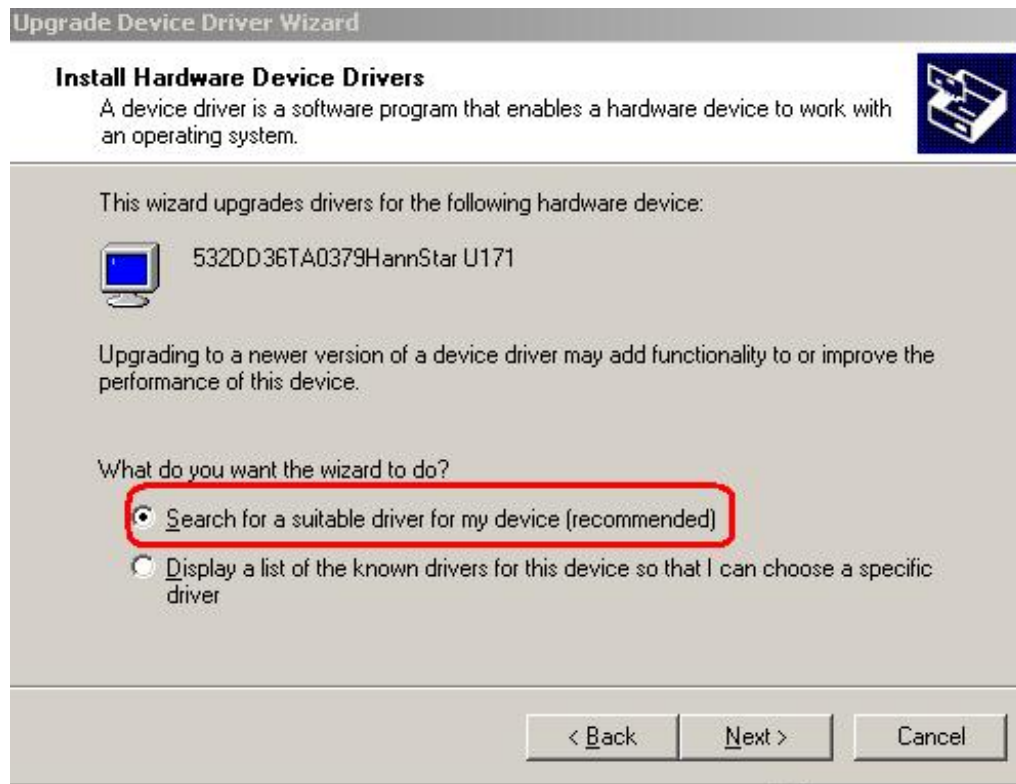 Upgrade Device Driver Wizard
Install Hardware Device Drivers
A device driver is a software program that enables a hardware device to work with
an operating system.
This wizard upgrades drivers for the following hardware device:
532DD36TA0379HannStar U171
Upgrading to a newer version of a device driver may add functionality to or improve the
performance of this device.
What do you want the wizard to do?
Search for a suitable driver for my device (recommended)
Display a list of the known drivers for this device so that I can choose a specific
driver
< Back
Next >
Cancel